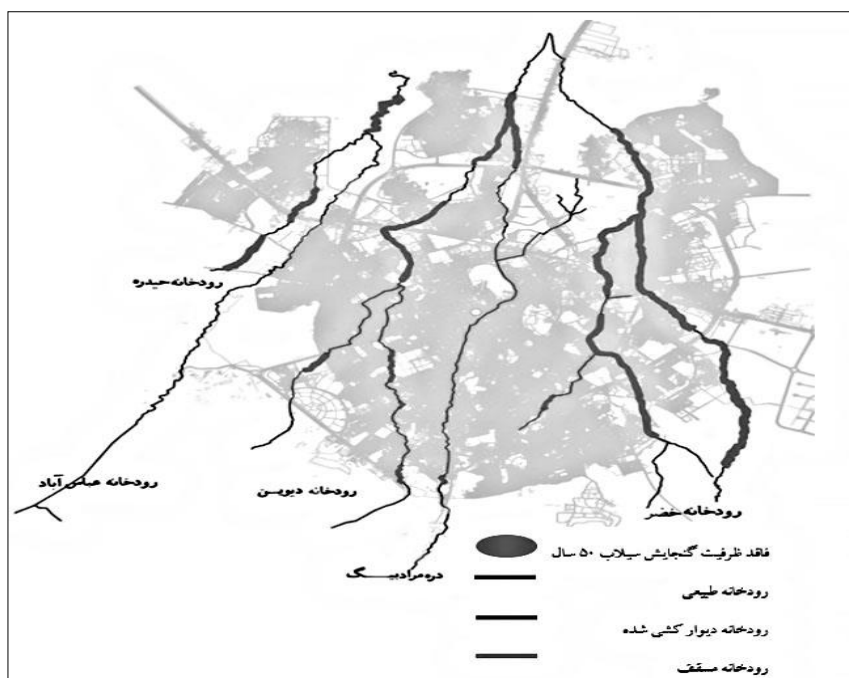 رودخانه حیدره
رودخانه عباس آباد
رودخانه دیوین
دره مرادبیگ
رودخانه خضر
فاقد ظرفیت گنجایش سیلاب ۵۰ سال
رودخانه طبیعی
رودخانه دیوار کشی شده
رودخانه مسقف